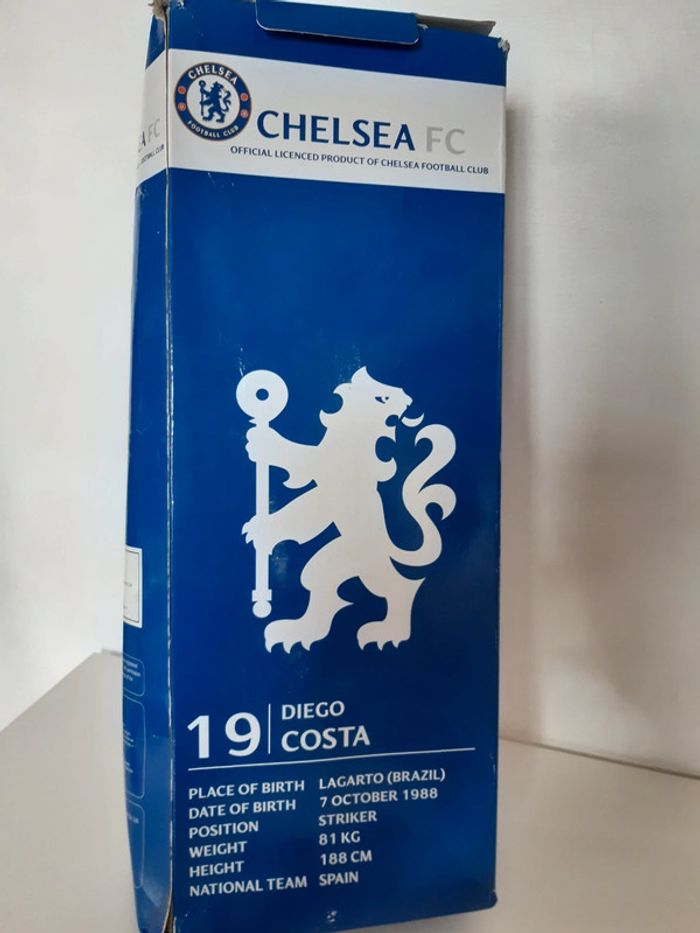 CHELSEA
FOOTBALL CLUB
CHELSEA FC
OFFICIAL LICENCED PRODUCT OF CHELSEA FOOTBALL CLUB
19 DIEGO
COSTA
PLACE OF BIRTH LAGARTO (BRAZIL)
DATE OF BIRTH 7 OCTOBER 1988
POSITION STRIKER
WEIGHT 81 KG
HEIGHT 188 CM
NATIONAL TEAM SPAIN